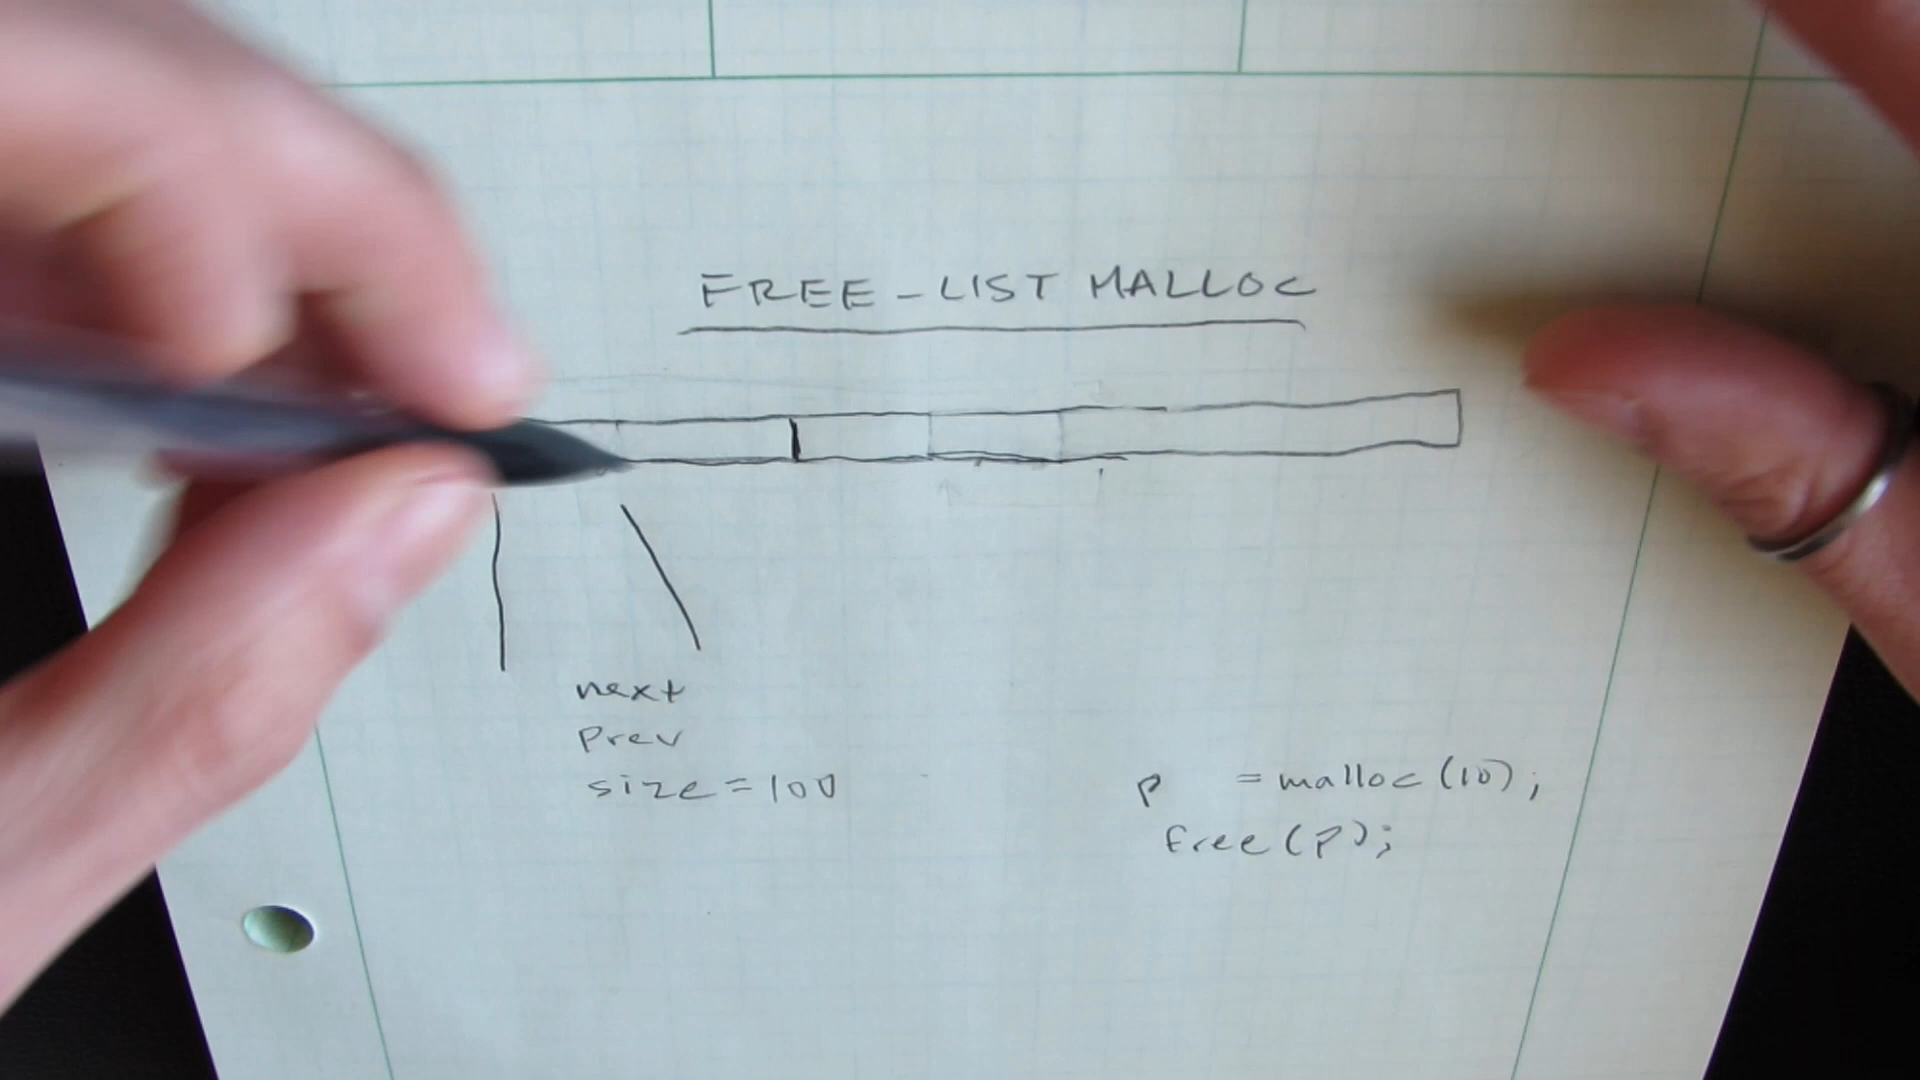 FREE-LIST MALLOC
next
prev
size=100
p =malloc(10);
free(p);